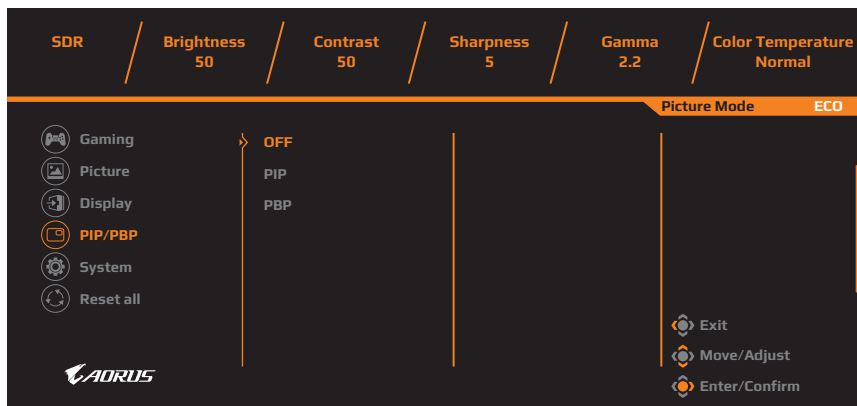 SDR
Brightness
50
Contrast
50
Sharpness
5
Gamma
2.2
Color Temperature
Normal
Picture Mode ECO
Gaming
Picture
Display
PIP/PBP
System
Reset all
OFF
PIP
PBP
Exit
Move/Adjust
Enter/Confirm
AORUS